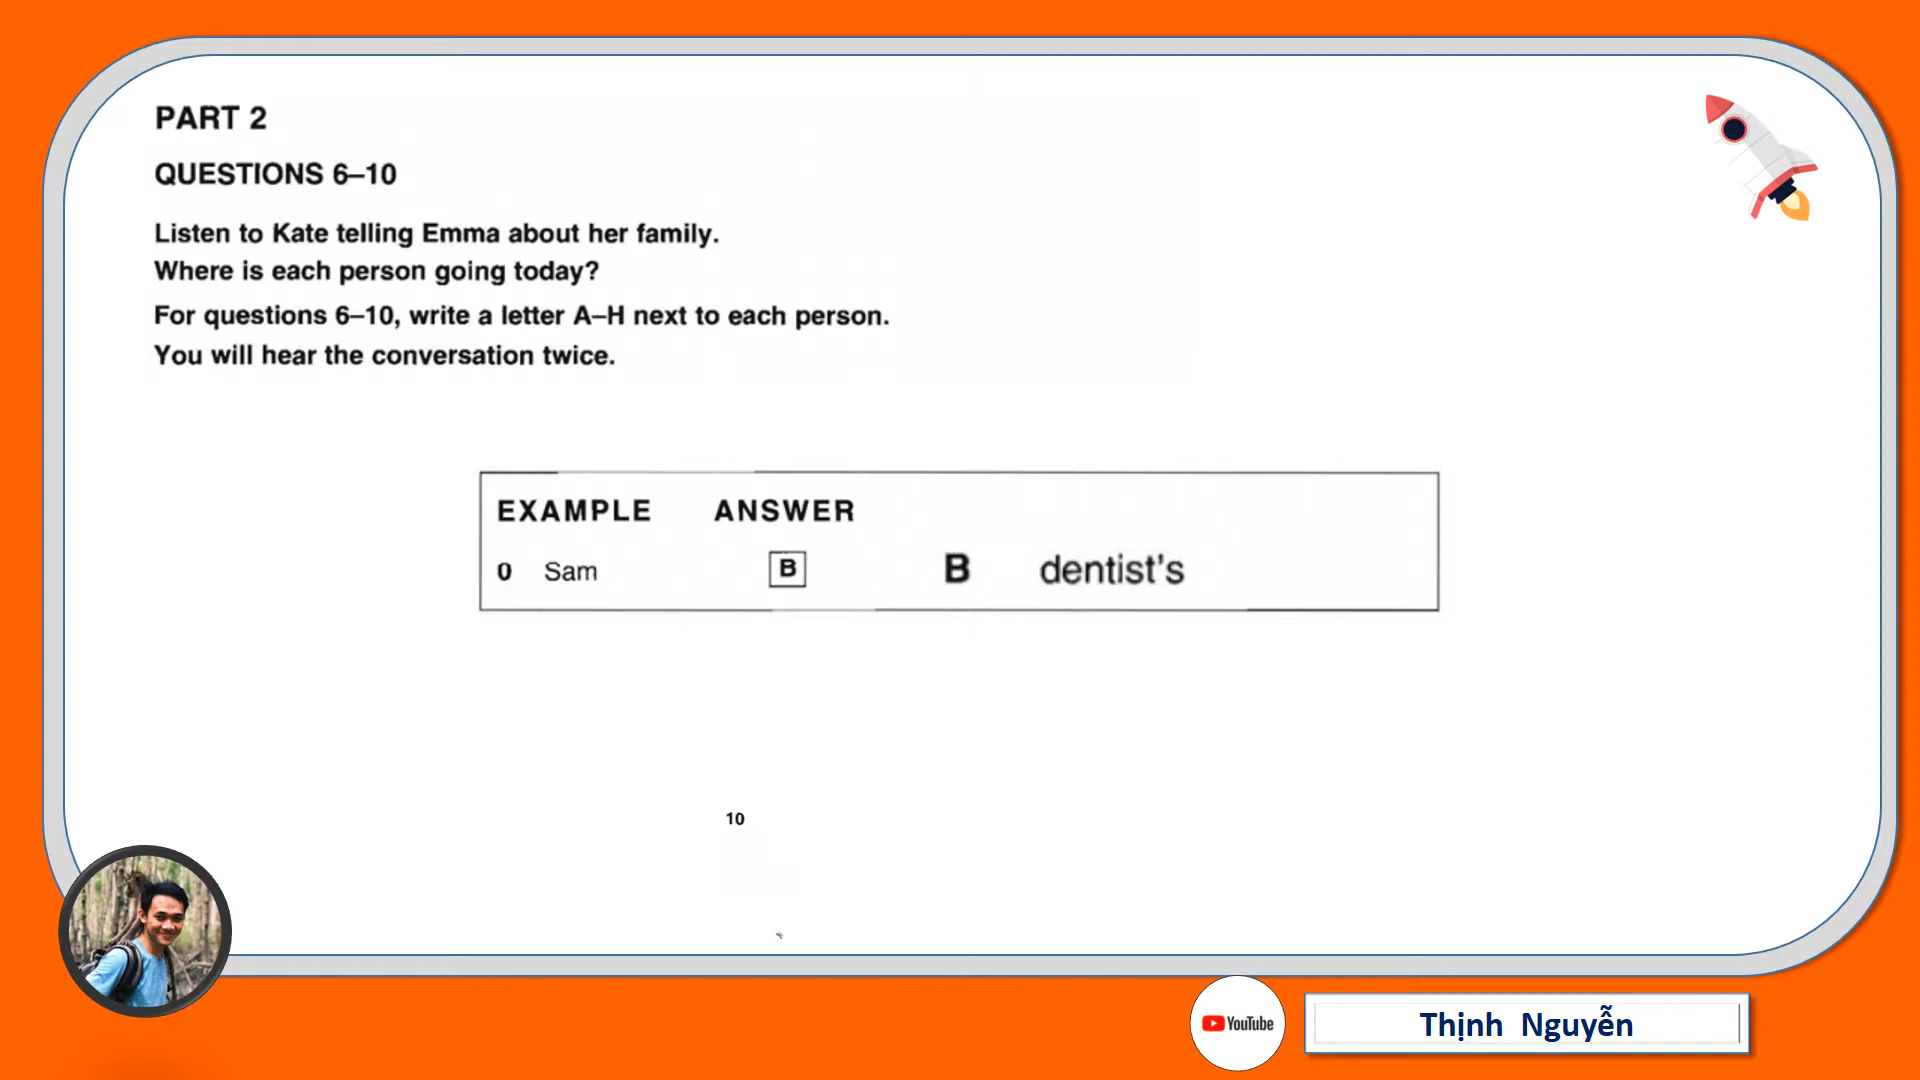 PART 2
QUESTIONS 6–10
Listen to Kate telling Emma about her family.
Where is each person going today?
For questions 6–10, write a letter A–H next to each person.
You will hear the conversation twice.
EXAMPLE ANSWER
0 Sam B B dentist's
10
YouTube
Thịnh Nguyễn